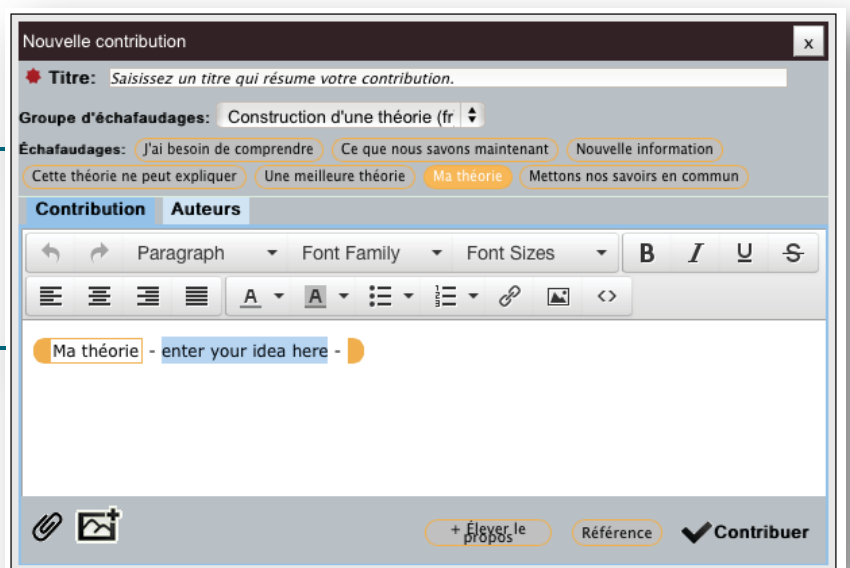 Nouvelle contribution x
Titre: Saisissez un titre qui résume votre contribution.
Groupe d'échafaudages: Construction d'une théorie (fr
Échafaudages: J'ai besoin de comprendre Ce que nous savons maintenant Nouvelle information
Cette théorie ne peut expliquer Une meilleure théorie Ma théorie Mettons nos savoirs en commun
Contribution Auteurs
Paragraph Font Family Font Sizes B I U S
A A
Ma théorie - enter your idea here -
+ Élever le propos Référence Contribuer